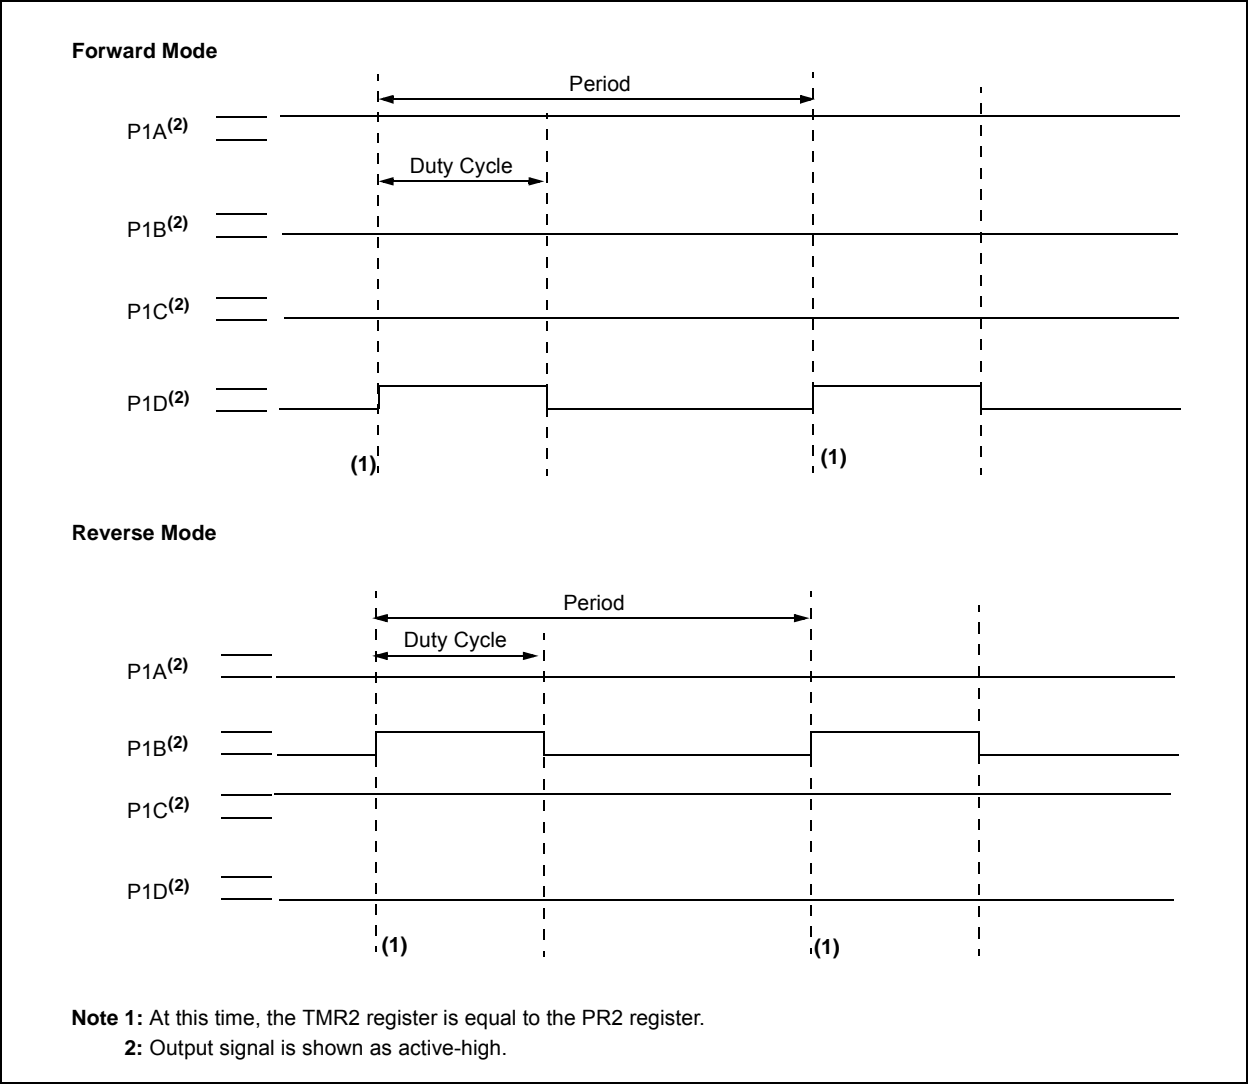 Forward Mode
Period
P1A(2)
Duty Cycle
P1B(2)
P1C(2)
P1D(2)
(1)
(1)
Reverse Mode
Period
Duty Cycle
P1A(2)
P1B(2)
P1C(2)
P1D(2)
(1)
(1)
Note 1: At this time, the TMR2 register is equal to the PR2 register.
2: Output signal is shown as active-high.